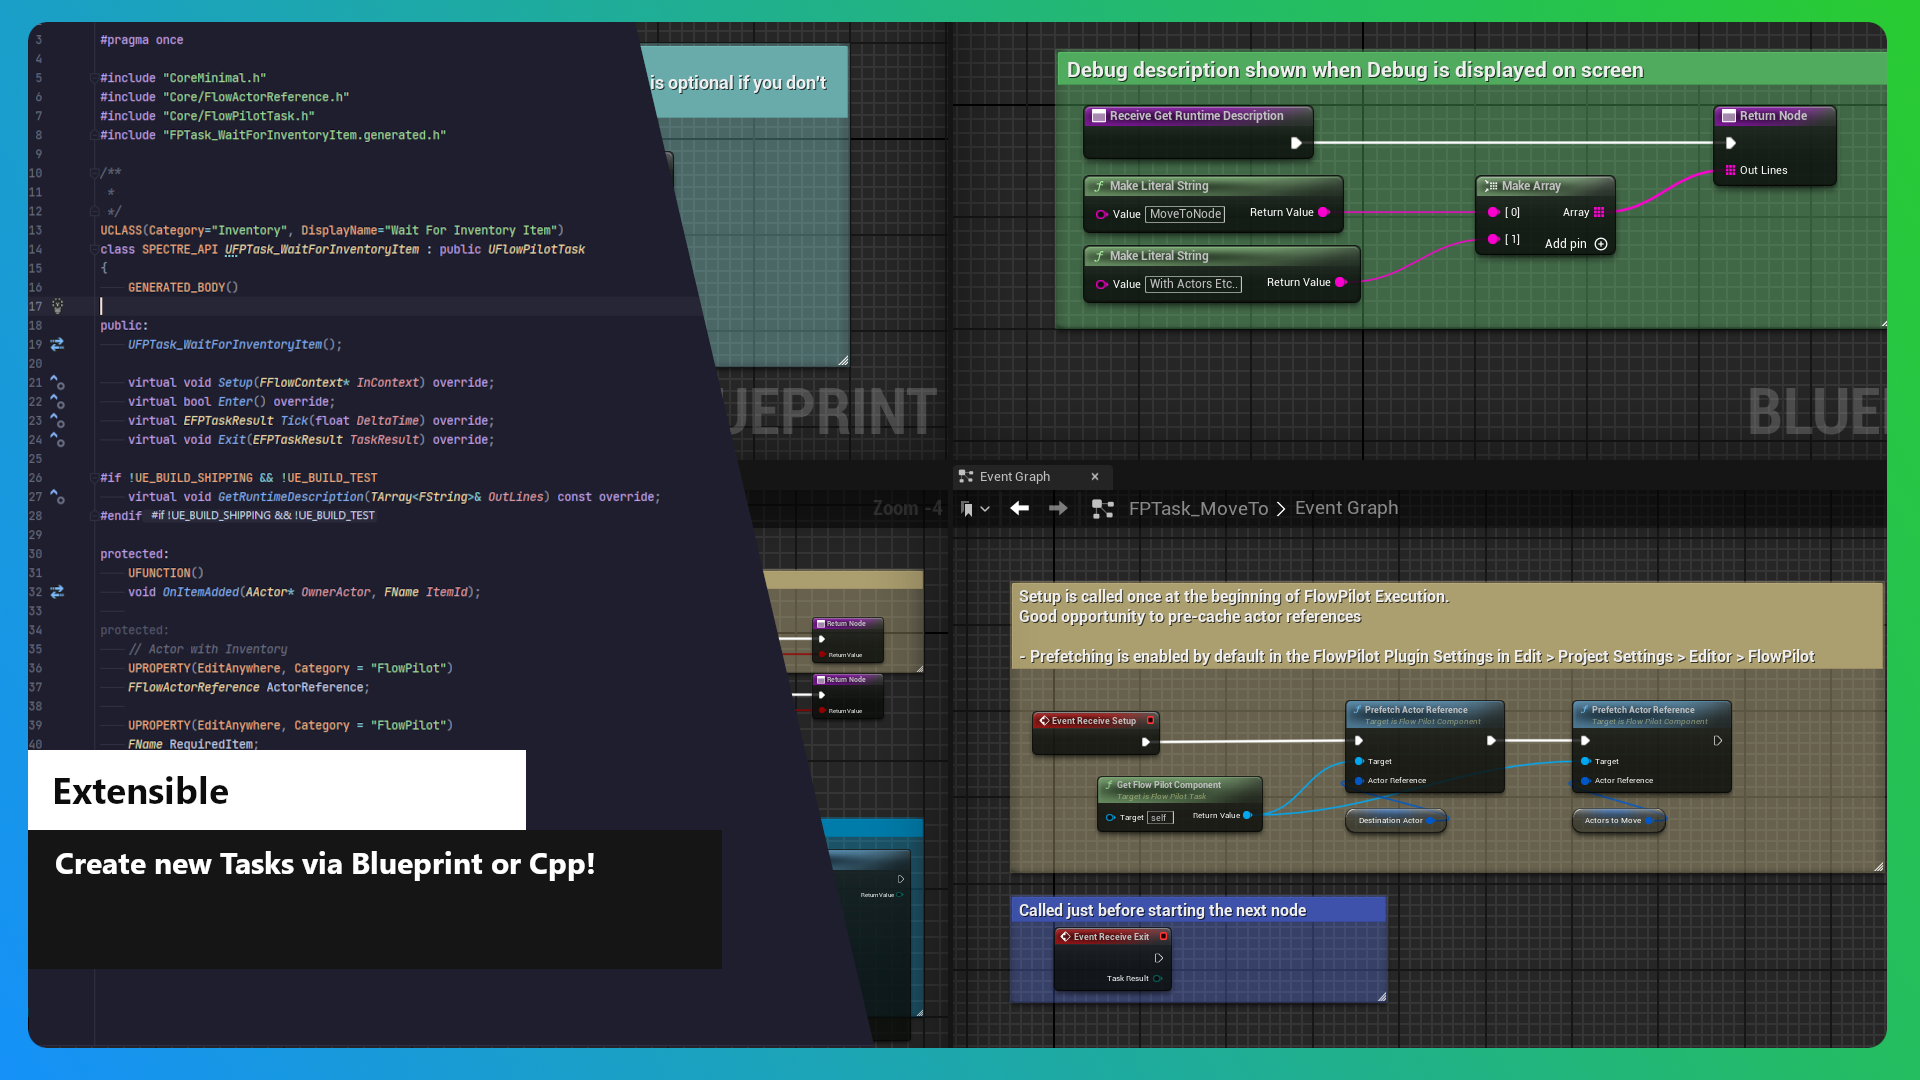 3
#pragma once
4
5
#include "CoreMinimal.h"
6
#include "Core/FlowActorReference.h"
7
#include "Core/FlowPilotTask.h"
8
#include "FPTask_WaitForInventoryItem.generated.h"
9
10
/**
11
*
12
*/
13
UCLASS(Category="Inventory", DisplayName="Wait For Inventory Item")
14
class SPECTRE_API UFPTask_WaitForInventoryItem : public UFlowPilotTask
15
{
16
GENERATED_BODY()
17
18
public:
19
UFPTask_WaitForInventoryItem();
20
21
virtual void Setup(FFlowContext* InContext) override;
22
virtual bool Enter() override;
23
virtual EFPTaskResult Tick(float DeltaTime) override;
24
virtual void Exit(EFPTaskResult TaskResult) override;
25
26
#if !UE_BUILD_SHIPPING && !UE_BUILD_TEST
27
virtual void GetRuntimeDescription(TArray<FString>& OutLines) const override;
28
#endif #if !UE_BUILD_SHIPPING && !UE_BUILD_TEST
29
30
protected:
31
UFUNCTION()
32
void OnItemAdded(AActor* OwnerActor, FName ItemId);
33
34
protected:
35
// Actor with Inventory
36
UPROPERTY(EditAnywhere, Category = "FlowPilot")
37
FFlowActorReference ActorReference;
38
39
UPROPERTY(EditAnywhere, Category = "FlowPilot")
40
FName RequiredItem;
Extensible
Create new Tasks via Blueprint or Cpp!
is optional if you don't
UEPRINT
Zoom -4
Return Node
Return Value
Return Node
Return Value
Return Value
Debug description shown when Debug is displayed on screen
Receive Get Runtime Description
Return Node
Out Lines
Make Literal String
Value MoveToNode Return Value
Make Array
[0] Array
[1]
Add pin
Make Literal String
Value With Actors Etc.. Return Value
BLUE
Event Graph
FPTask_MoveTo > Event Graph
Setup is called once at the beginning of FlowPilot Execution.
Good opportunity to pre-cache actor references
- Prefetching is enabled by default in the FlowPilot Plugin Settings in Edit > Project Settings > Editor > FlowPilot
Event Receive Setup
Prefetch Actor Reference
Target is Flow Pilot Component
Target
Actor Reference
Prefetch Actor Reference
Target is Flow Pilot Component
Target
Actor Reference
Get Flow Pilot Component
Target is Flow Pilot Task
Target self Return Value
Destination Actor
Actors to Move
Called just before starting the next node
Event Receive Exit
Task Result